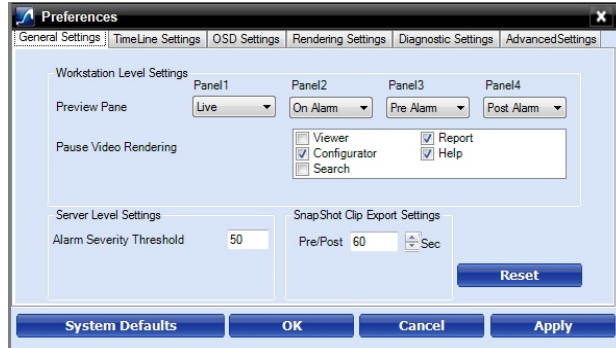 Preferences x
General Settings TimeLine Settings OSD Settings Rendering Settings Diagnostic Settings AdvancedSettings
Workstation Level Settings
Panel1 Panel2 Panel3 Panel4
Preview Pane Live On Alarm Pre Alarm Post Alarm
Pause Video Rendering
Viewer Report
Configurator Help
Search
Server Level Settings SnapShot Clip Export Settings
Alarm Severity Threshold 50 Pre/Post 60 Sec
Reset
System Defaults OK Cancel Apply